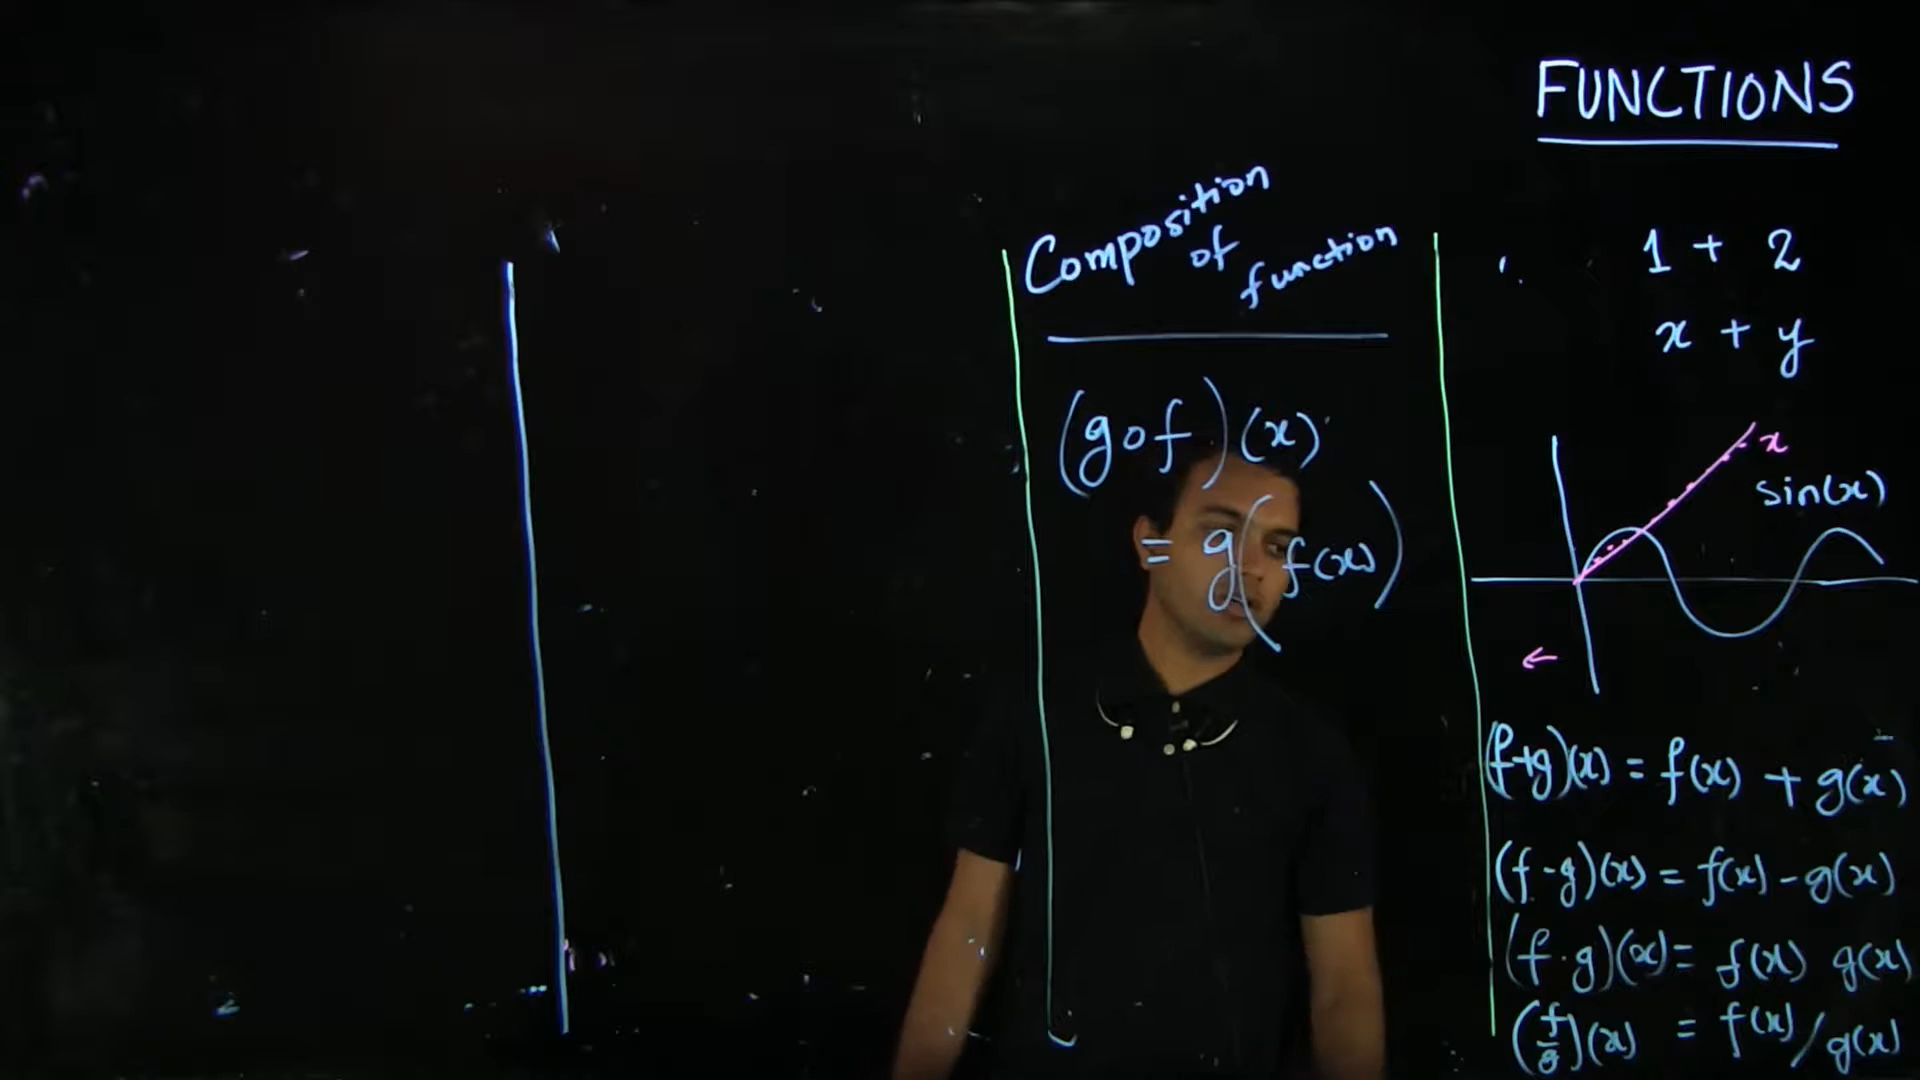 FUNCTIONS
Composition
of
function
(gof)(x)
= g(f(x))
1 + 2
x + y
x
sin(x)
(f+g)(x) = f(x) + g(x)
(f-g)(x) = f(x) - g(x)
(f·g)(x) = f(x) g(x)
(f/g)(x) = f(x)/g(x)